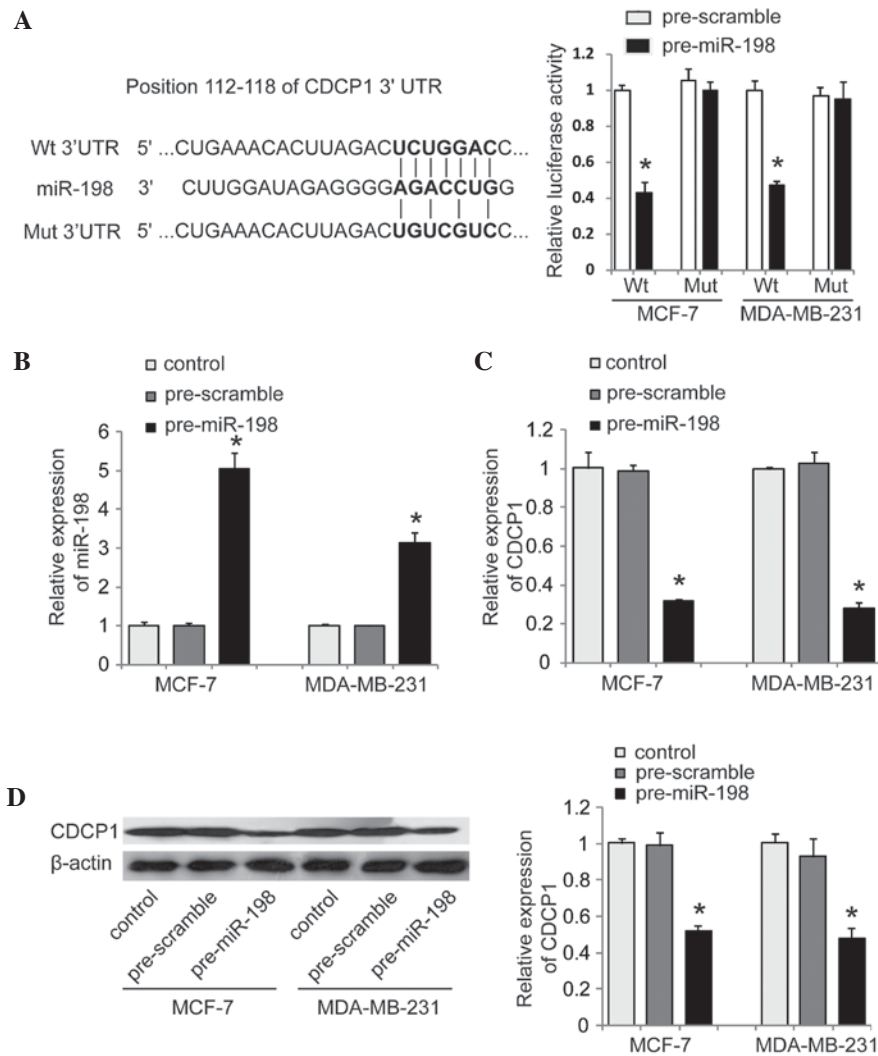 A
pre-scramble
pre-miR-198
Position 112-118 of CDCP1 3' UTR
Wt 3'UTR 5' ...CUGAAACACUUAGACUCUGGACC...
miR-198 3' CUUGGAUAGAGGGGAGACCUGG
Mut 3'UTR 5' ...CUGAAACACUUAGACUGUCGUCC...
Relative luciferase activity
1.2
1
0.8
0.6
0.4
0.2
0
*
*
Wt Mut Wt Mut
MCF-7 MDA-MB-231
B
control
pre-scramble
pre-miR-198
Relative expression
of miR-198
6
5
4
3
2
1
0
*
*
MCF-7 MDA-MB-231
C
control
pre-scramble
pre-miR-198
Relative expression
of CDCP1
1.2
1
0.8
0.6
0.4
0.2
0
*
*
MCF-7 MDA-MB-231
D
CDCP1
β-actin
control
pre-scramble
pre-miR-198
control
pre-scramble
pre-miR-198
MCF-7 MDA-MB-231
control
pre-scramble
pre-miR-198
Relative expression
of CDCP1
1.2
1
0.8
0.6
0.4
0.2
0
*
*
MCF-7 MDA-MB-231